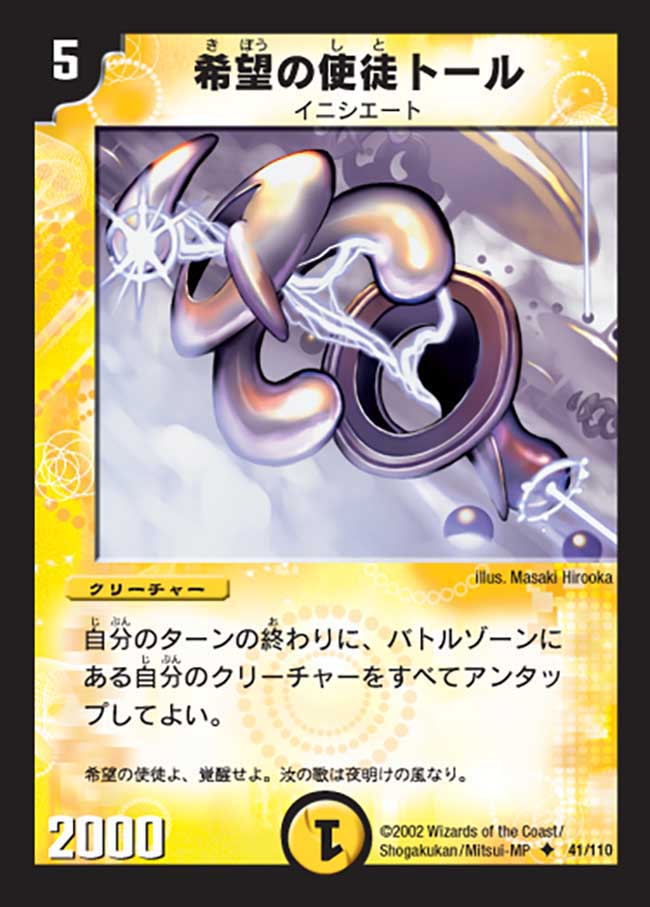 5
き ぼう し と
希望の使徒トール
イニシエート
illus. Masaki Hirooka
クリーチャー
じ ぶん お
自分のターンの終わりに、バトルゾーンに
じ ぶん
ある自分のクリーチャーをすべてアンタッ
プしてよい。
希望の使徒よ、覚醒せよ。汝の歌は夜明けの風なり。
2000
1
©2002 Wizards of the Coast/
Shogakukan/Mitsui-MP ✦ 41/110